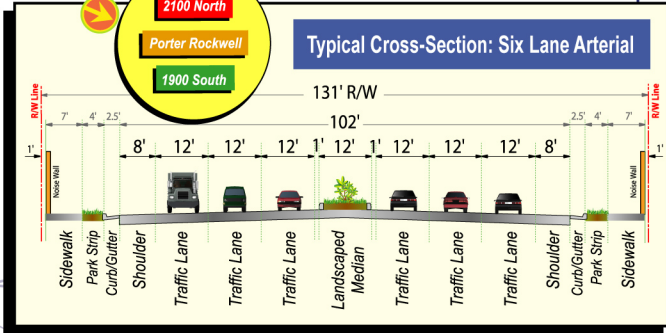 2100 North
Porter Rockwell
1900 South
Typical Cross-Section: Six Lane Arterial
R/W Line
131' R/W
R/W Line
7' 4' 2.5' 102' 2.5' 4' 7'
1' 8' 12' 12' 12' 1' 12' 1' 12' 12' 12' 8' 1'
Noise Wall
Noise Wall
Sidewalk
Park Strip
Curb/Gutter
Shoulder
Traffic Lane
Traffic Lane
Traffic Lane
Landscaped
Median
Traffic Lane
Traffic Lane
Traffic Lane
Shoulder
Curb/Gutter
Park Strip
Sidewalk